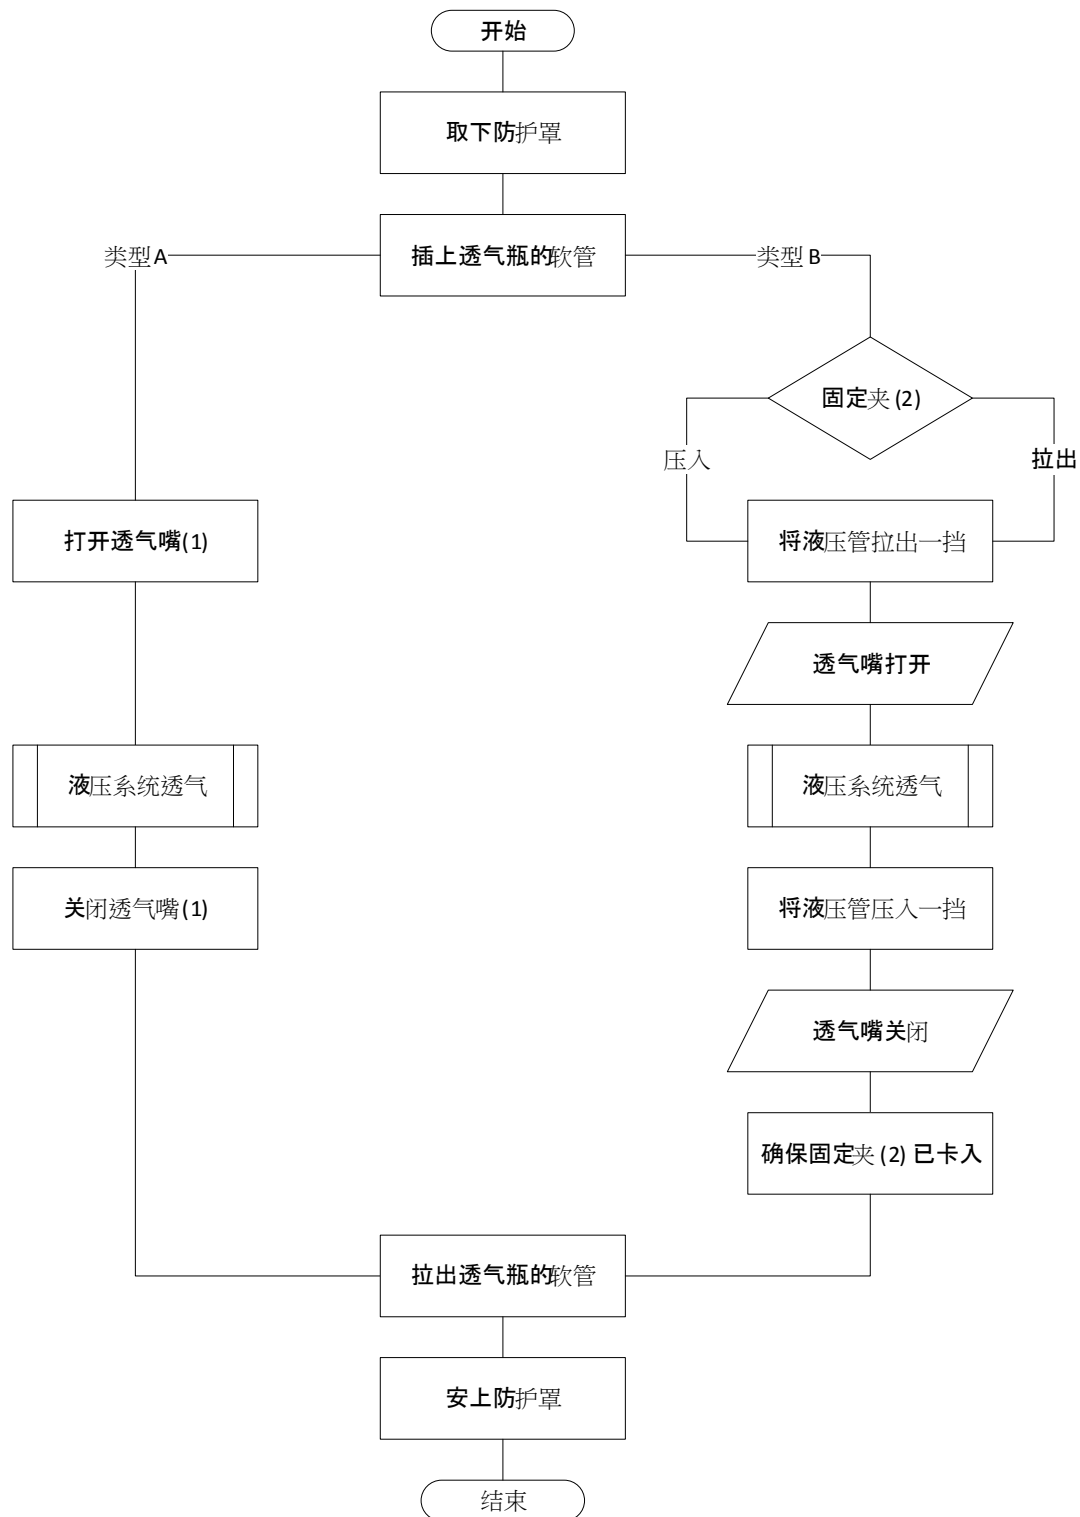 开始
取下防护罩
类型A
插上透气瓶的软管
类型 B
固定夹 (2)
压入
拉出
打开透气嘴(1)
将液压管拉出一挡
透气嘴打开
液压系统透气
液压系统透气
关闭透气嘴(1)
将液压管压入一挡
透气嘴关闭
确保固定夹 (2) 已卡入
拉出透气瓶的软管
安上防护罩
结束